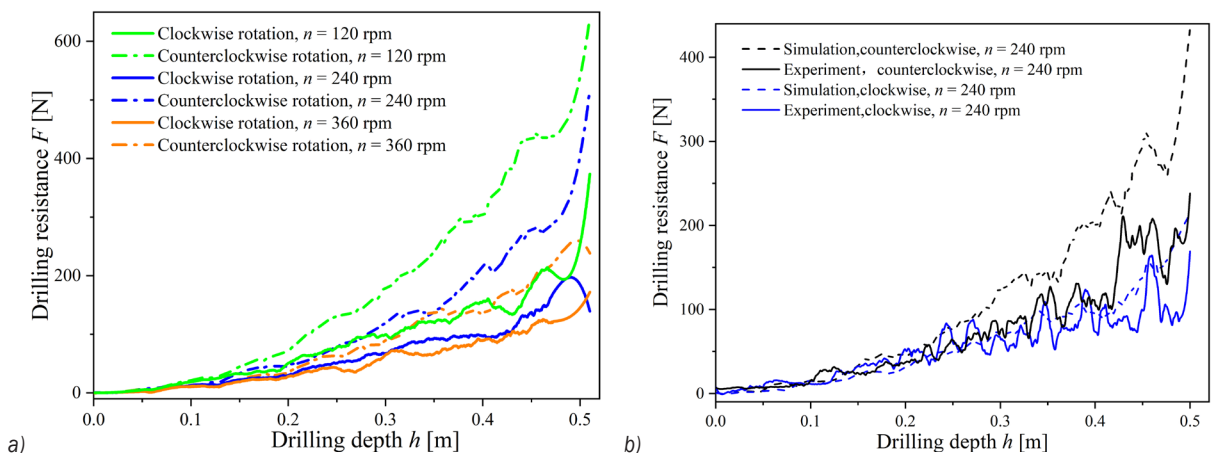 600
400
200
0
Drilling resistance F [N]
Clockwise rotation, n = 120 rpm
Counterclockwise rotation, n = 120 rpm
Clockwise rotation, n = 240 rpm
Counterclockwise rotation, n = 240 rpm
Clockwise rotation, n = 360 rpm
Counterclockwise rotation, n = 360 rpm
0.0 0.1 0.2 0.3 0.4 0.5
Drilling depth h [m]
a)
400
300
200
100
0
Drilling resistance F [N]
Simulation,counterclockwise, n = 240 rpm
Experiment， counterclockwise, n = 240 rpm
Simulation,clockwise, n = 240 rpm
Experiment,clockwise, n = 240 rpm
0.0 0.1 0.2 0.3 0.4 0.5
Drilling depth h [m]
b)